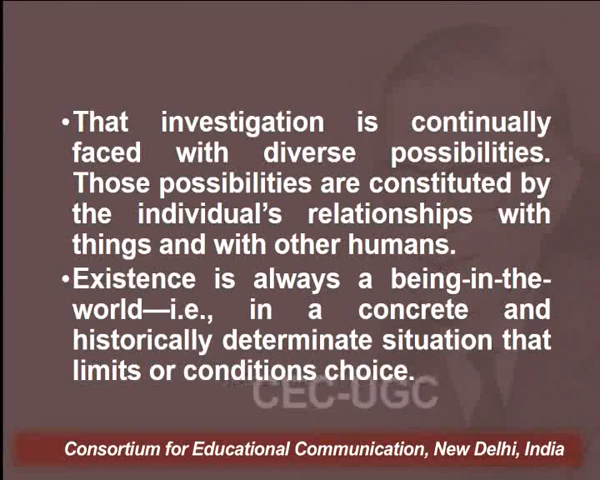 •That investigation is continually
faced with diverse possibilities.
Those possibilities are constituted by
the individual's relationships with
things and with other humans.
•Existence is always a being-in-the-
world—i.e., in a concrete and
historically determinate situation that
limits or conditions choice.
CEC-UGC
Consortium for Educational Communication, New Delhi, India